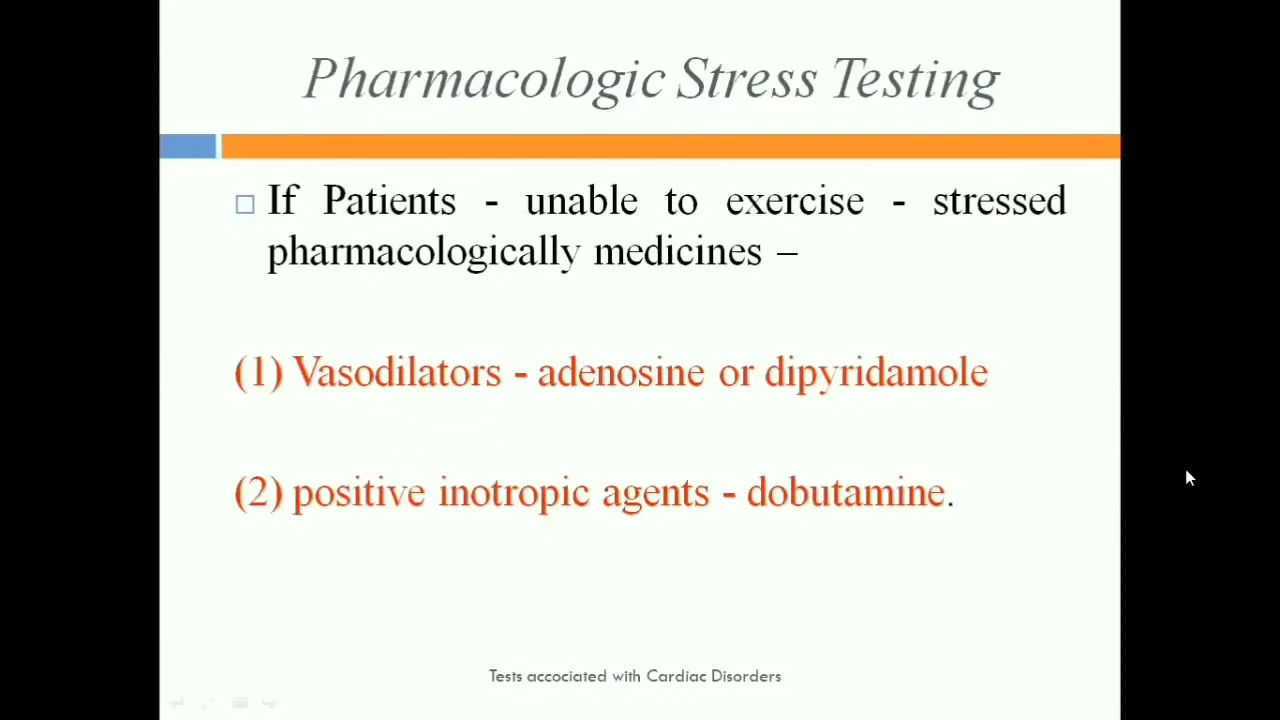 Pharmacologic Stress Testing
If Patients - unable to exercise - stressed
pharmacologically medicines –
(1) Vasodilators - adenosine or dipyridamole
(2) positive inotropic agents - dobutamine.
Tests accociated with Cardiac Disorders